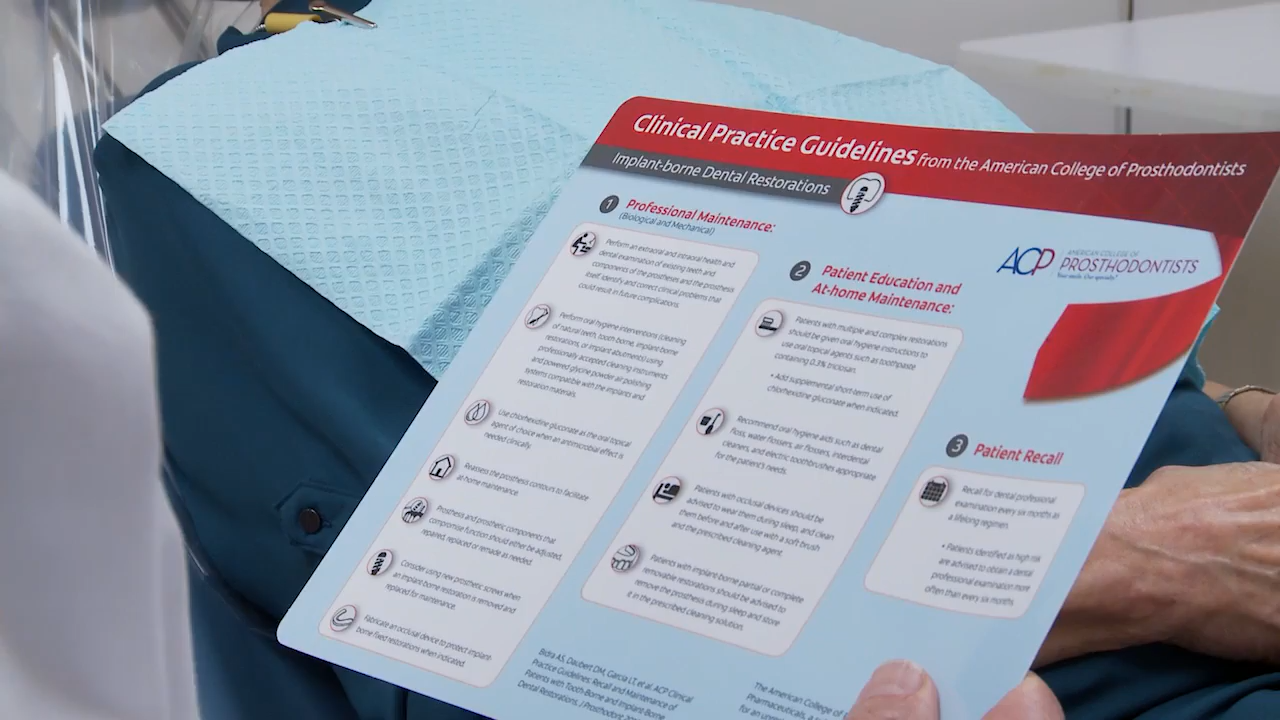 Clinical Practice Guidelines from the American College of Prosthodontists
Implant-borne Dental Restorations
1 Professional Maintenance:
(Biological and Mechanical)
Perform an extraoral and intraoral health and
dental examination of existing teeth and
components of the prostheses and the prosthesis
itself. Identify and correct clinical problems that
could result in future complications.
Perform oral hygiene interventions (cleaning
of natural teeth, tooth borne, implant borne
restorations, or implant abutments) using
professionally accepted cleaning instruments
and powered glycine powder air polishing
systems compatible with the implants and
restoration materials.
Use chlorhexidine gluconate as the oral topical
agent of choice when an antimicrobial effect is
needed clinically.
Reassess the prosthesis contours to facilitate
at-home maintenance.
Prosthesis and prosthetic components that
compromise function should either be adjusted,
repaired, replaced or remade as needed.
Consider using new prosthetic screws when
an implant-borne restoration is removed and
replaced for maintenance.
Fabricate an occlusal device to protect implant-
borne fixed restorations when indicated.
2 Patient Education and
At-home Maintenance:
Patients with multiple and complex restorations
should be given oral hygiene instructions to
use oral topical agents such as toothpaste
containing 0.3% triclosan.
• Add supplemental short-term use of
chlorhexidine gluconate when indicated.
Recommend oral hygiene aids such as dental
floss, water flossers, air flossers, interdental
cleaners, and electric toothbrushes appropriate
for the patient's needs.
Patients with occlusal devices should be
advised to wear them during sleep, and clean
them before and after use with a soft brush
and the prescribed cleaning agent.
Patients with implant borne partial or complete
removable restorations should be advised to
remove the prosthesis during sleep and store
it in the prescribed cleaning solution.
ACP AMERICAN COLLEGE OF
PROSTHODONTISTS
Your smile. Our specialty.®
3 Patient Recall
Recall for dental professional
examination every six months as
a lifelong regimen.
• Patients identified as high risk
are advised to obtain a dental
professional examination more
often than every six months.
Bidra AS, Daubert DM, Garcia LT, et al. ACP Clinical
Practice Guidelines: Recall and Maintenance of
Patients with Tooth-Borne and Implant-Borne
Dental Restorations. J Prosthodont
The American College of
Pharmaceuticals, a
for an